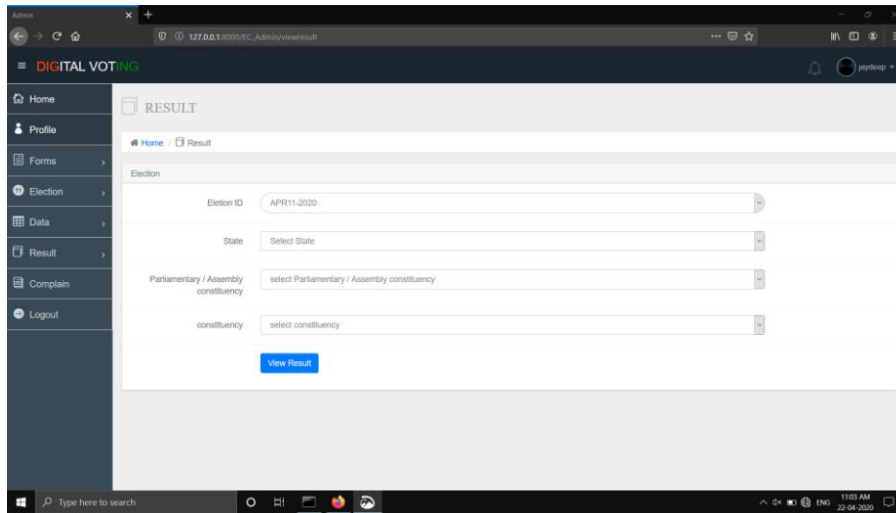 Admin
127.0.0.1:8000/EC_Admin/viewresult
DIGITAL VOTING
jaydeep
Home
Profile
Forms
Election
Data
Result
Complain
Logout
RESULT
Home / Result
Election
Eletion ID
APR11-2020
State
Select State
Parliamentary / Assembly
constituency
select Parliamentary / Assembly constituency
constituency
select constituency
View Result
Type here to search
ENG
11:03 AM
22-04-2020